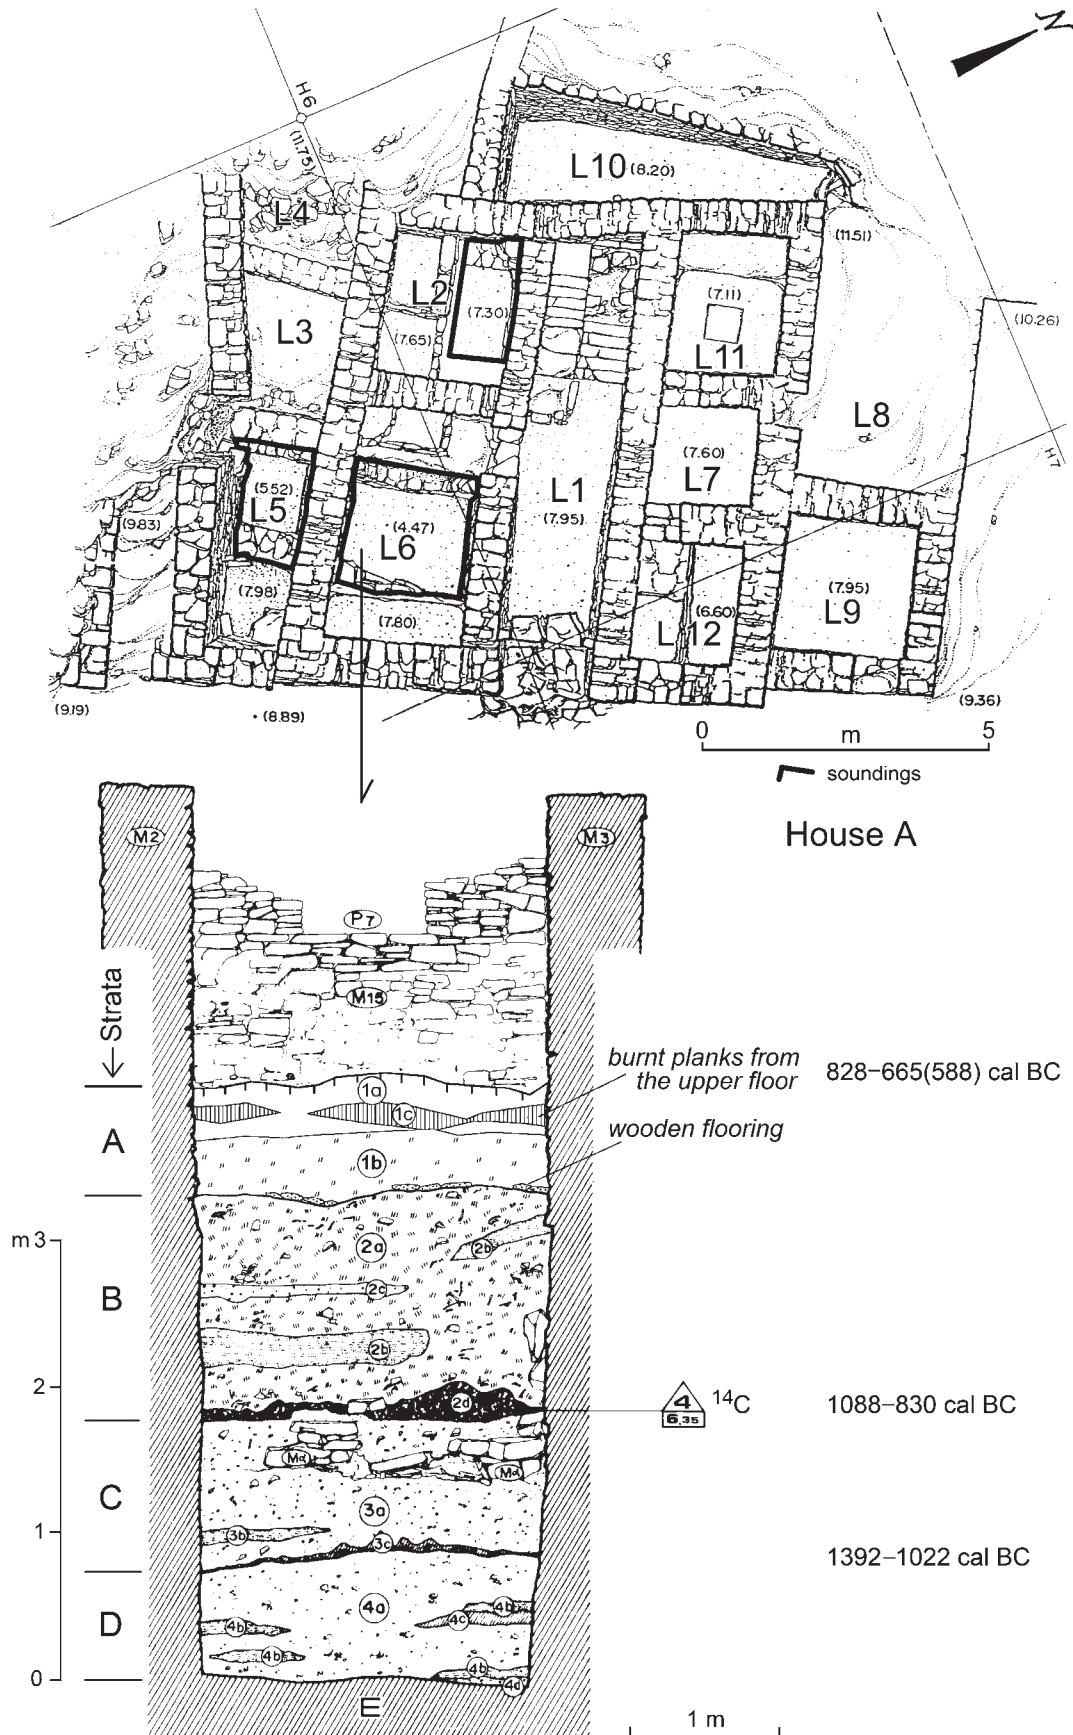 N
H6
(11.75)
L10 (8.20)
L4
(11.51)
L2
(7.30)
(7.11)
(10.26)
L3
(7.65)
L11
L8
H7
(7.60)
L7
(5.52)
L5
L1
(9.83)
(4.47)
L6
(7.95)
(7.98)
(7.95)
(6.60)
L9
(7.80)
L 12
(9.19)
(8.89)
(9.36)
0 m 5
soundings
House A
M2
M3
P7
Strata
M15
burnt planks from
the upper floor
828–665(588) cal BC
1a
1c
wooden flooring
A
1b
m 3
2a
2b
B
2c
2b
2
2d
4
6.35
14C
1088–830 cal BC
Ma
Ma
C
3a
1
3b
3c
1392–1022 cal BC
4a
4b
D
4b
4c
4b
4b
0
4d
E
1 m